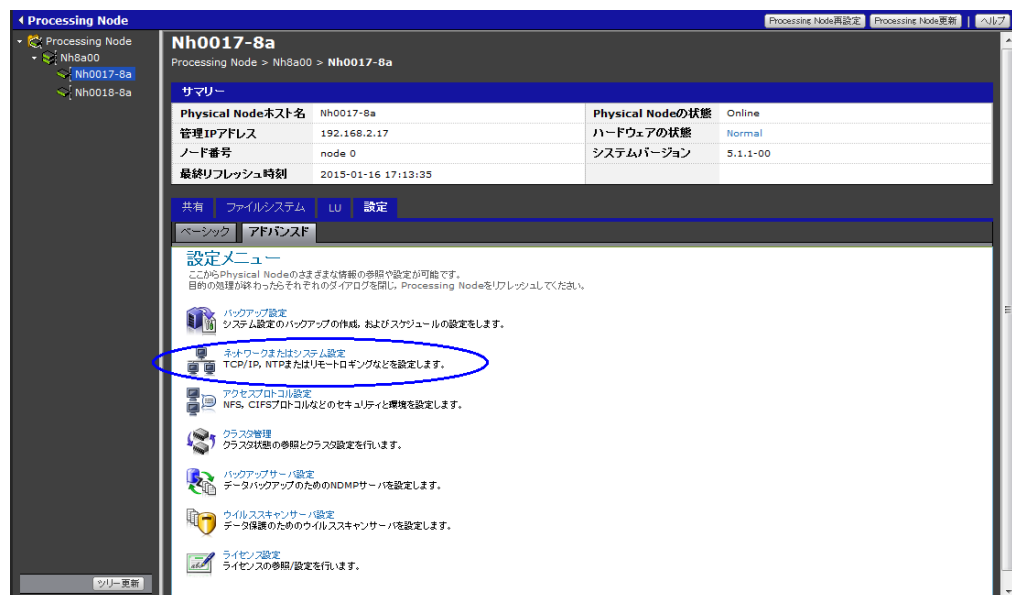 Processing Node
Processing Node再設定
Processing Node更新
ヘルプ
Processing Node
Nh8a00
Nh0017-8a
Nh0018-8a
ツリー更新
Nh0017-8a
Processing Node > Nh8a00 > Nh0017-8a
サマリー
Physical Nodeホスト名 Nh0017-8a Physical Nodeの状態 Online
管理IPアドレス 192.168.2.17 ハードウェアの状態 Normal
ノード番号 node 0 システムバージョン 5.1.1-00
最終リフレッシュ時刻 2015-01-16 17:13:35
共有 ファイルシステム LU 設定
ベーシック アドバンスド
設定メニュー
ここからPhysical Nodeのさまざまな情報の参照や設定が可能です。
目的の処理が終わったらそれぞれのダイアログを閉じ, Processing Nodeをリフレッシュしてください。
バックアップ設定
システム設定のバックアップの作成, およびスケジュールの設定をします。
ネットワークまたはシステム設定
TCP/IP, NTPまたはリモートロギングなどを設定します。
アクセスプロトコル設定
NFS, CIFSプロトコルなどのセキュリティと環境を設定します。
クラスタ管理
クラスタ状態の参照とクラスタ設定を行います。
バックアップサーバ設定
データバックアップのためのNDMPサーバを設定します。
ウイルススキャンサーバ設定
データ保護のためのウイルススキャンサーバを設定します。
ライセンス設定
ライセンスの参照/設定を行います。